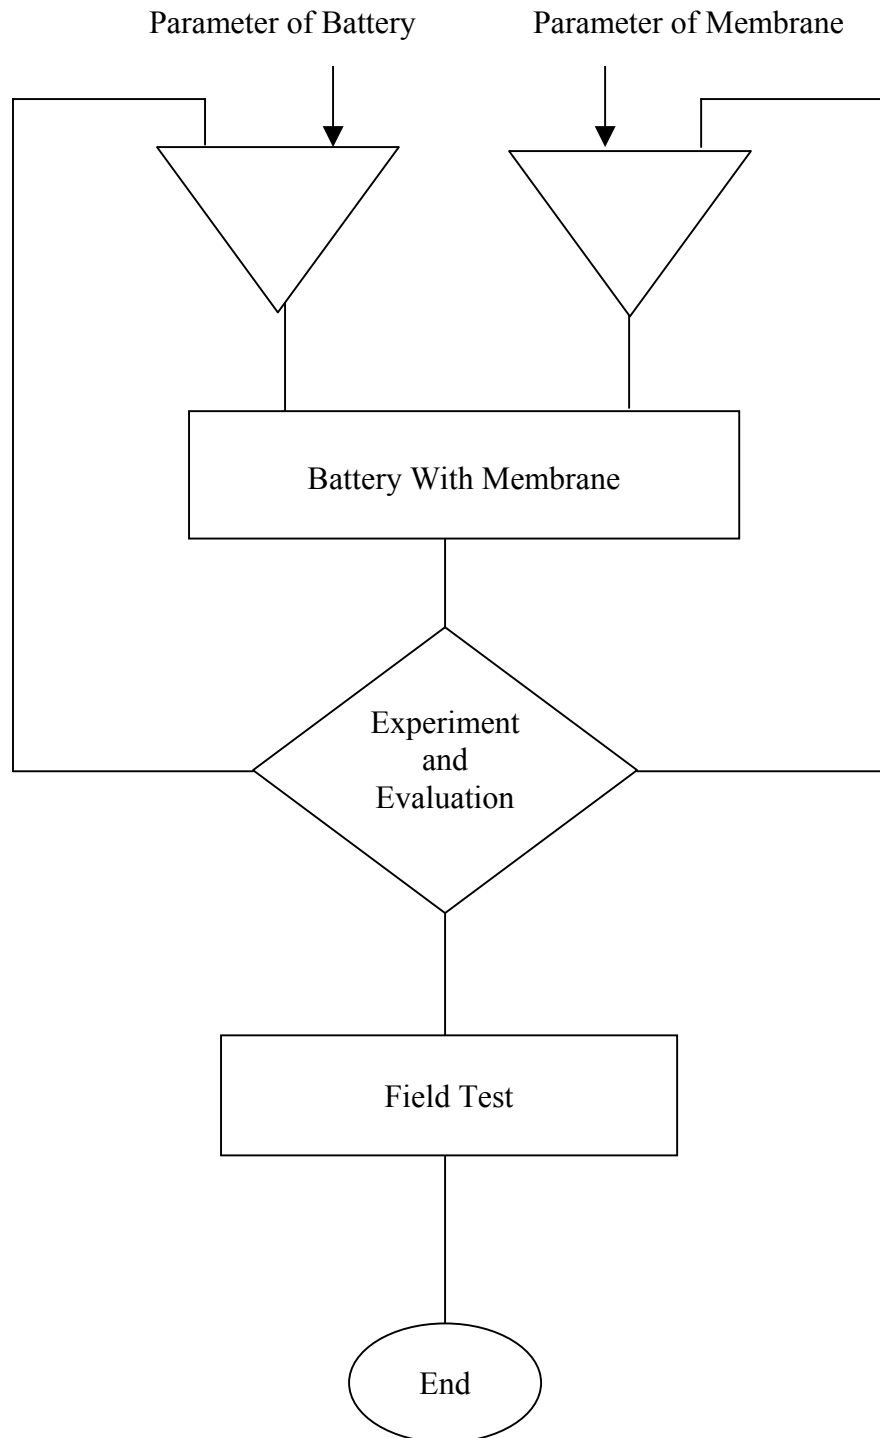 Parameter of Battery
Parameter of Membrane
Battery With Membrane
Experiment
and
Evaluation
Field Test
End